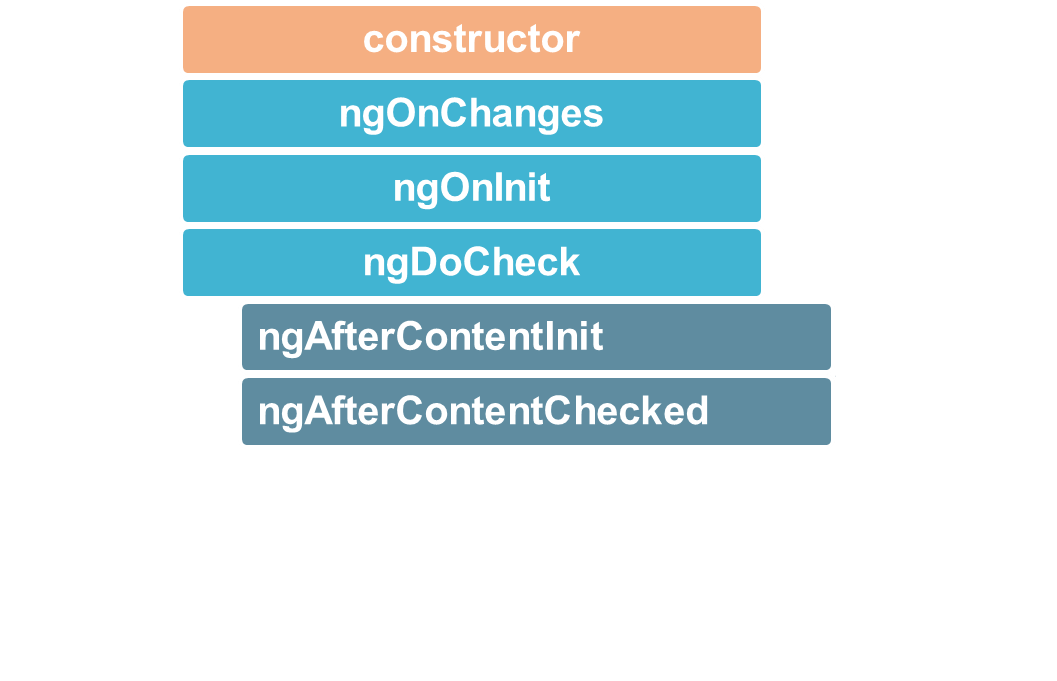 constructor
ngOnChanges
ngOnInit
ngDoCheck
ngAfterContentInit
ngAfterContentChecked